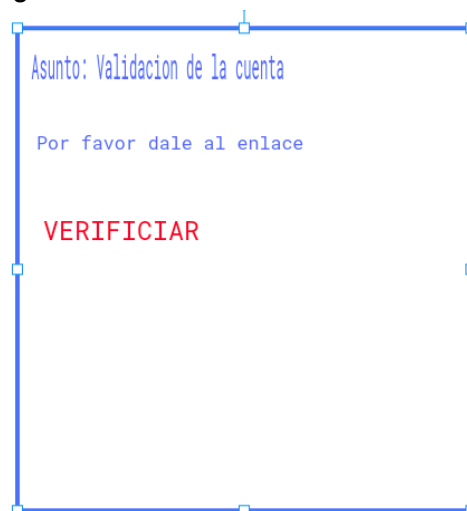 Asunto: Validacion de la cuenta
Por favor dale al enlace
VERIFICIAR